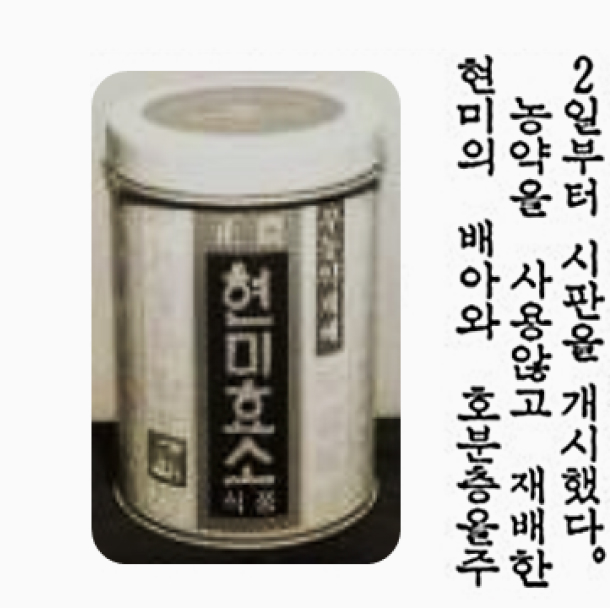 현미효소
식품
2일부터 시판을 개시했다。
농약을 사용않고 재배한
현미의 배아와 호분층을주